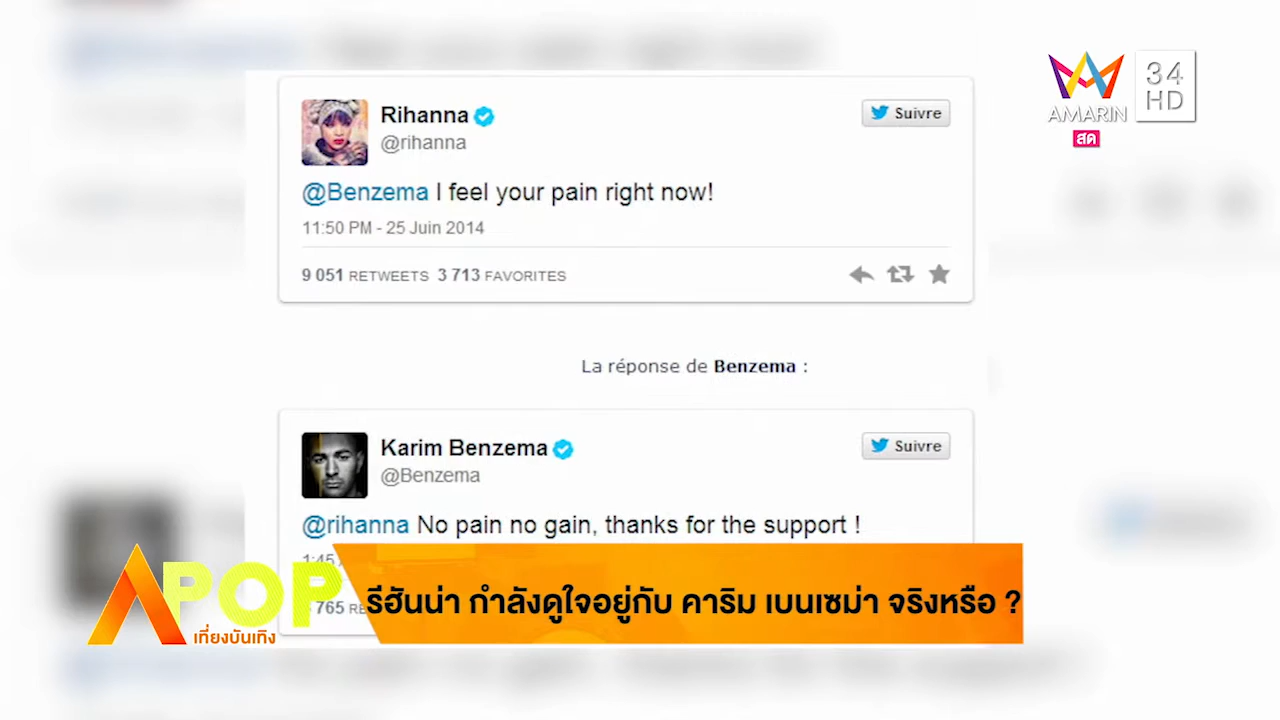 Rihanna
@rihanna
Suivre
@Benzema I feel your pain right now!
11:50 PM - 25 Juin 2014
9 051 RETWEETS 3 713 FAVORITES
La réponse de Benzema :
Karim Benzema
@Benzema
Suivre
@rihanna No pain no gain, thanks for the support !
1:45
765 RE
AMARIN
34
HD
สด
APOP
เที่ยงบันเทิง
รีฮันน่า กำลังดูใจอยู่กับ คาริม เบนเซม่า จริงหรือ ?